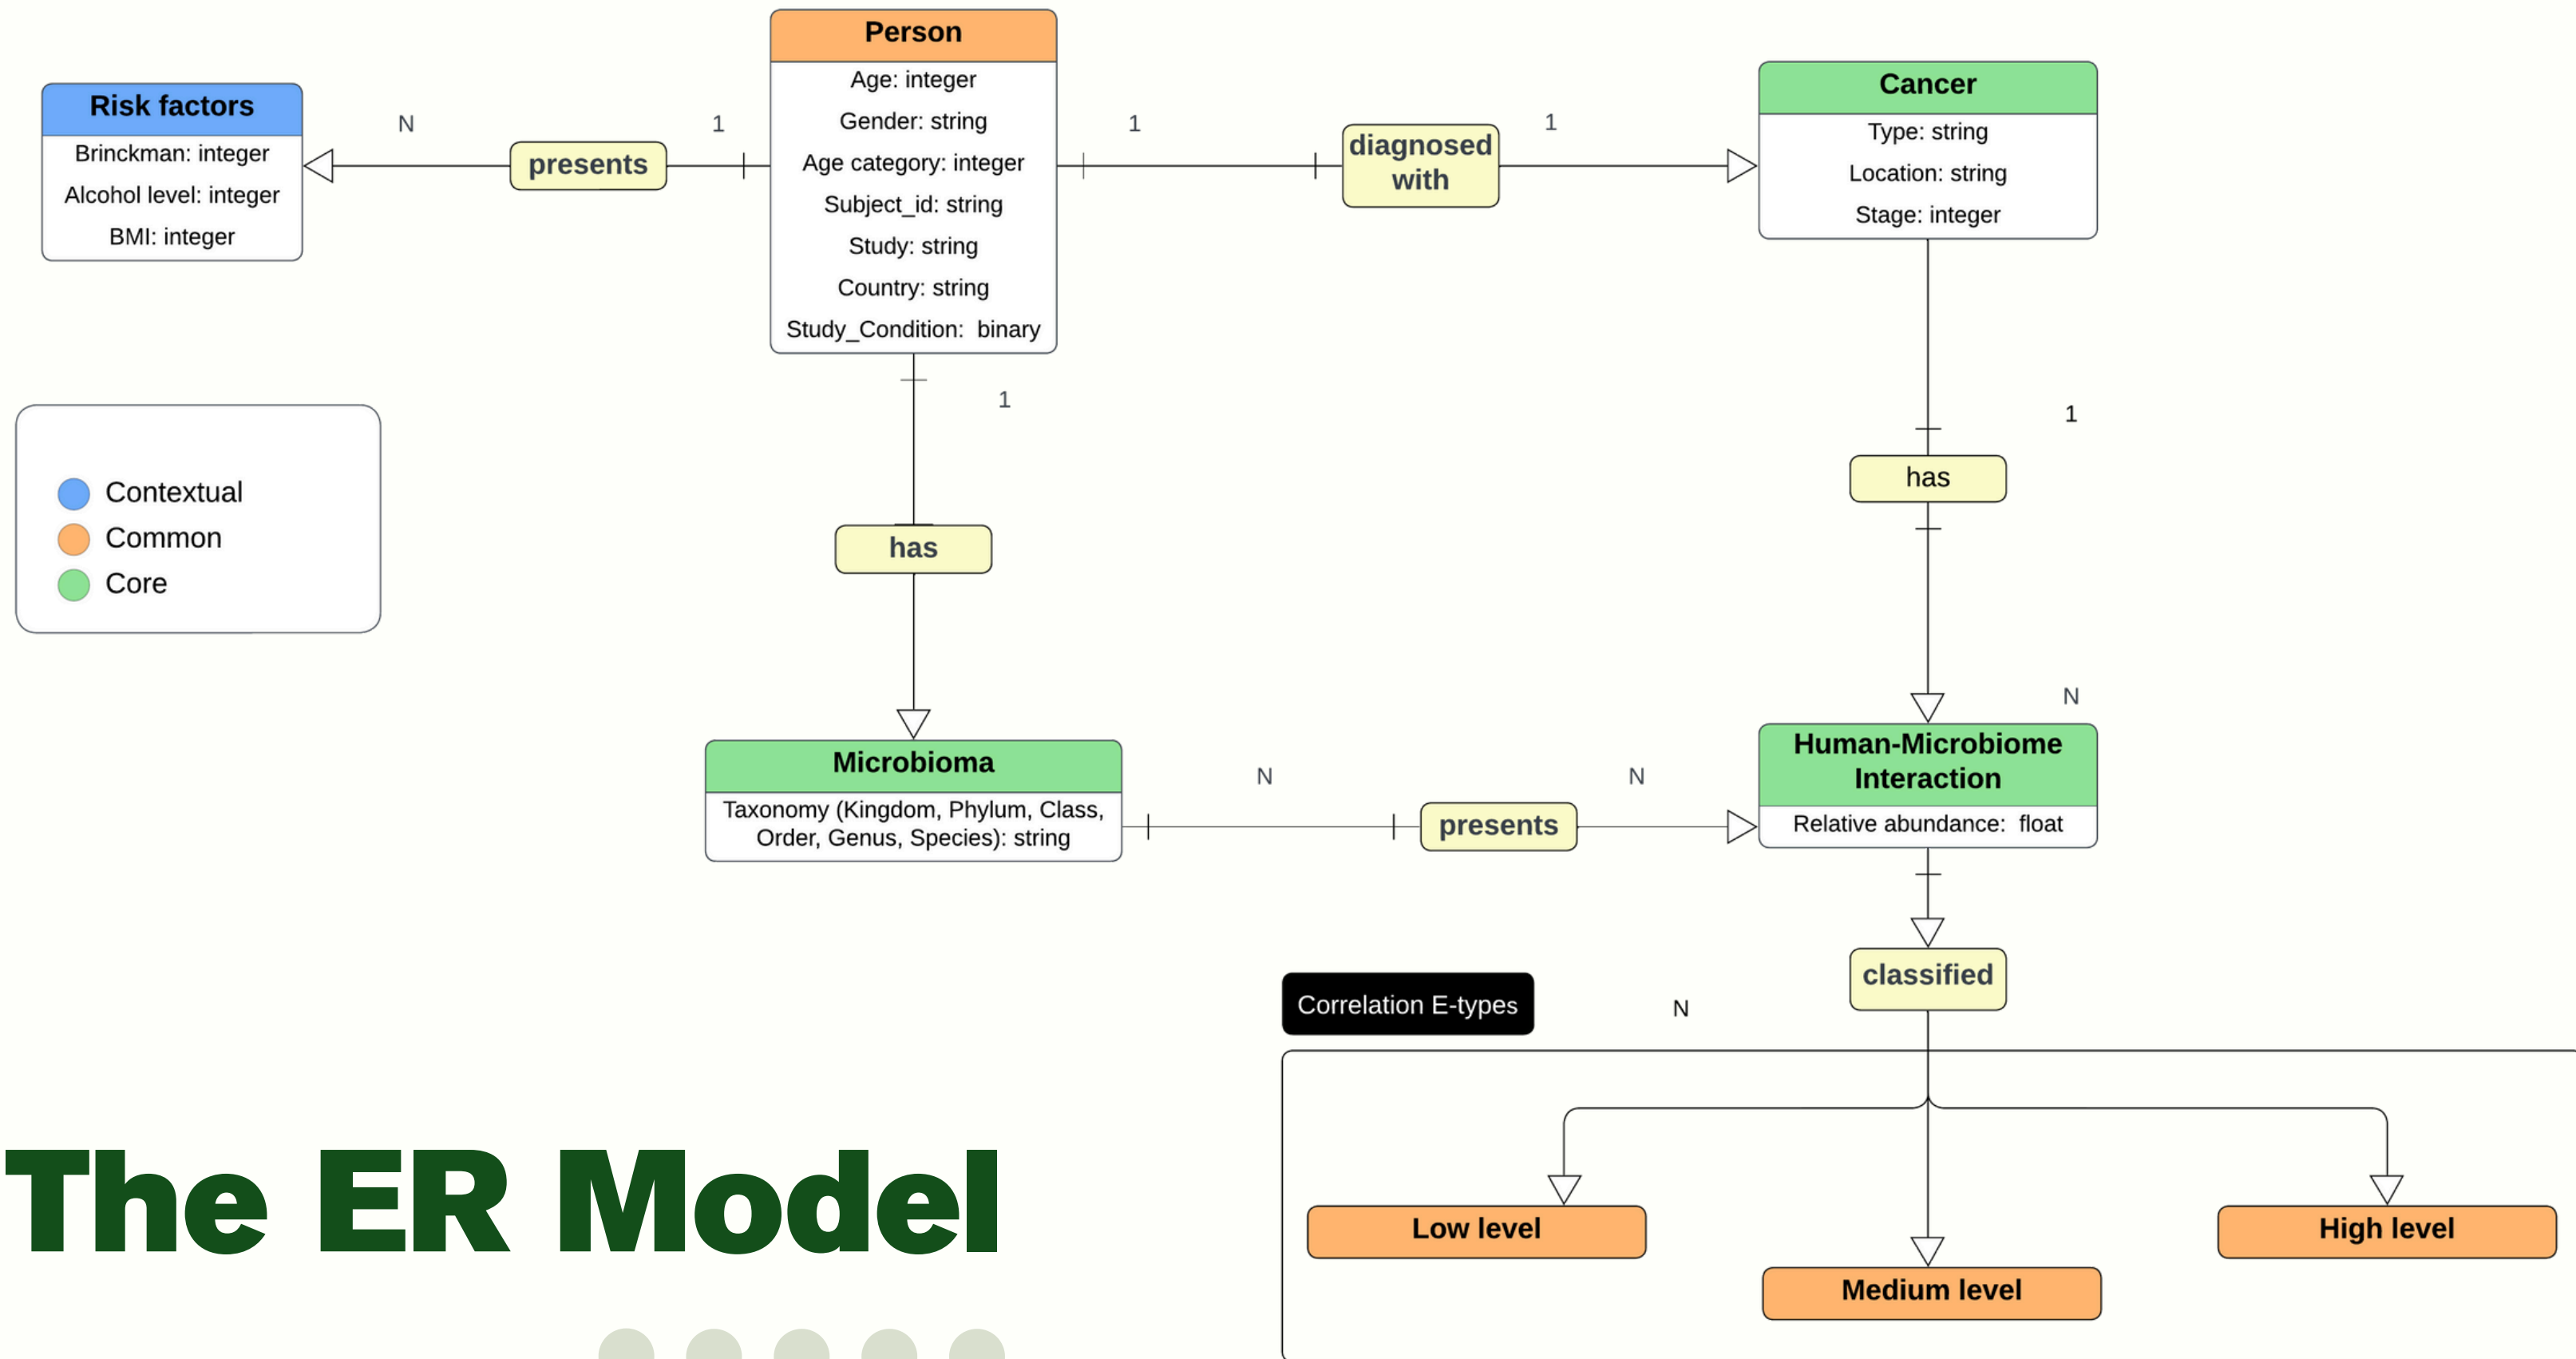 Person
Age: integer
Gender: string
Age category: integer
Subject_id: string
Study: string
Country: string
Study_Condition: binary
Risk factors
Brinckman: integer
Alcohol level: integer
BMI: integer
N
presents
1
1
diagnosed
with
1
Cancer
Type: string
Location: string
Stage: integer
Contextual
Common
Core
1
has
1
has
N
Microbioma
Taxonomy (Kingdom, Phylum, Class,
Order, Genus, Species): string
N
presents
N
Human-Microbiome
Interaction
Relative abundance: float
classified
Correlation E-types
N
Low level
Medium level
High level
The ER Model